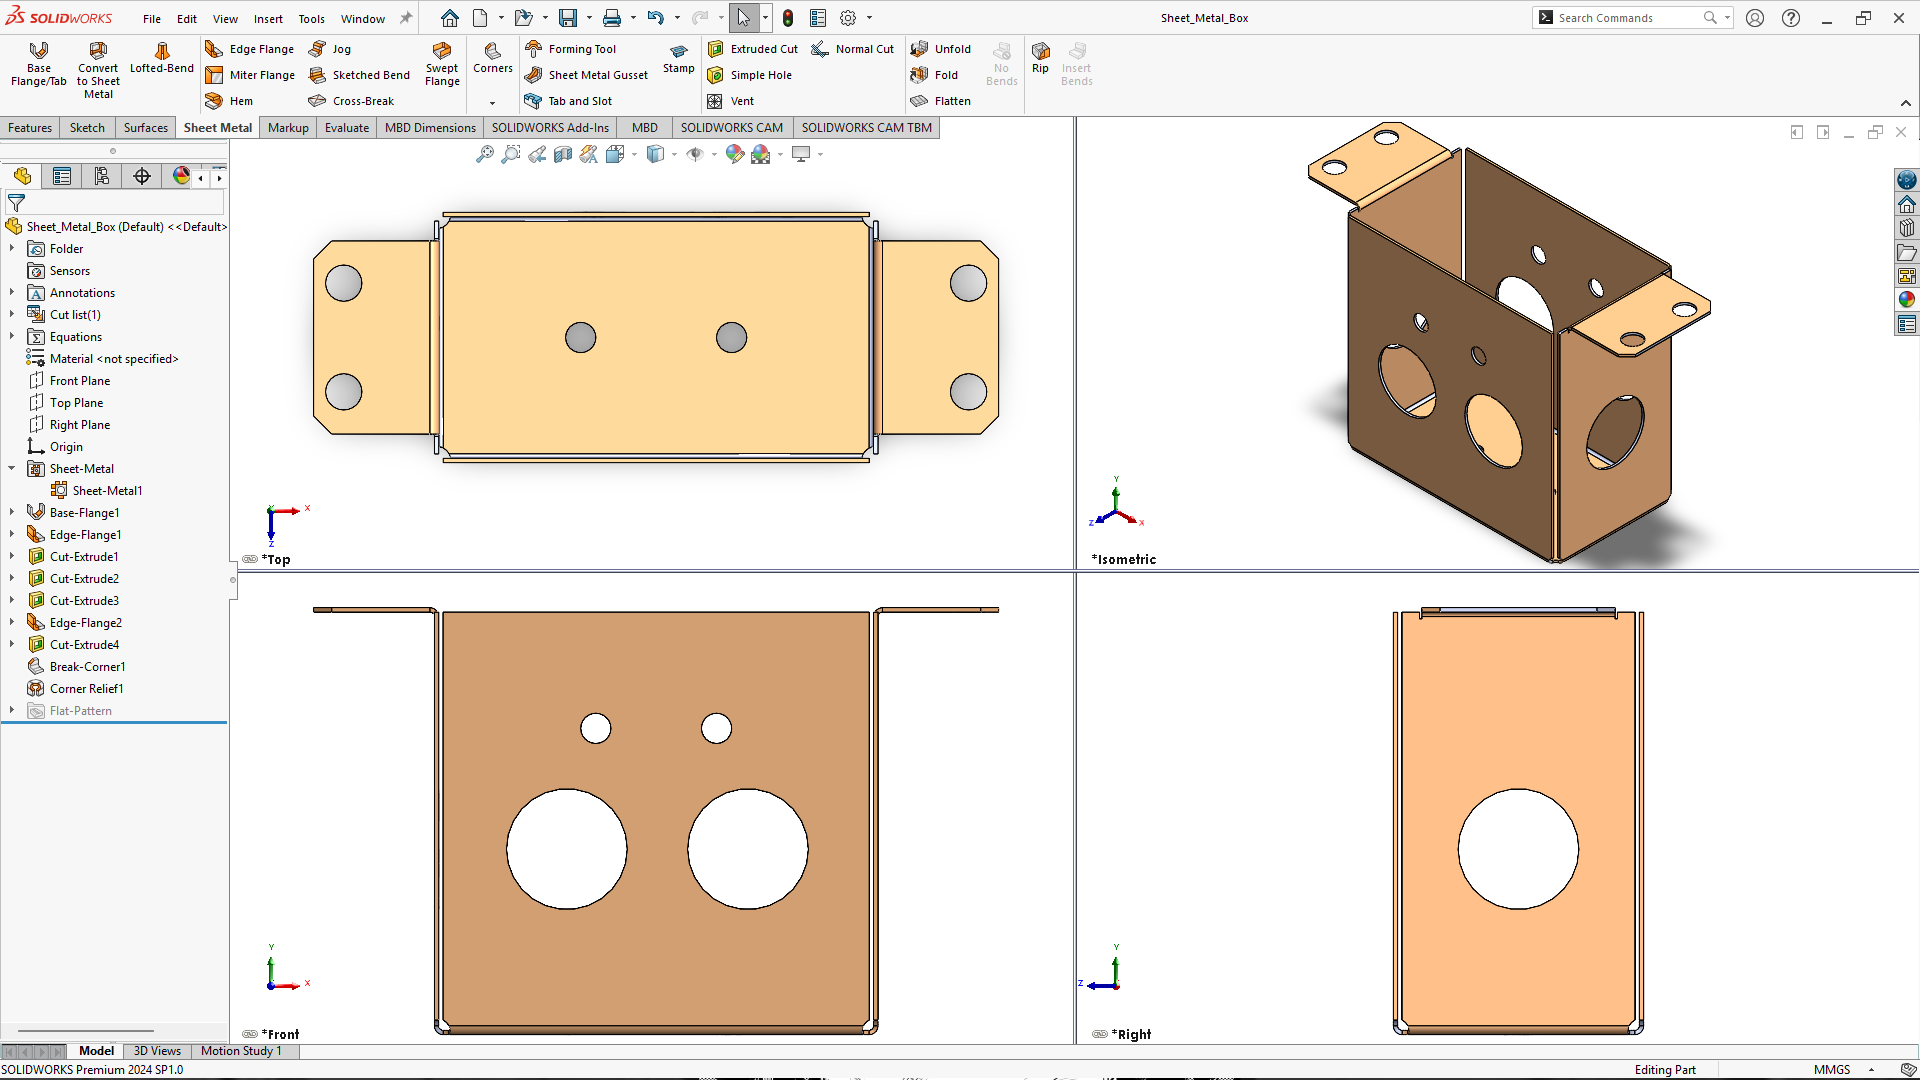 SOLIDWORKS File Edit View Insert Tools Window Sheet_Metal_Box Search Commands
Base Flange/Tab
Convert to Sheet Metal
Lofted-Bend
Edge Flange
Miter Flange
Hem
Jog
Sketched Bend
Cross-Break
Swept Flange
Corners
Forming Tool
Sheet Metal Gusset
Tab and Slot
Stamp
Extruded Cut
Simple Hole
Vent
Normal Cut
Unfold
Fold
Flatten
No Bends
Rip
Insert Bends
Features Sketch Surfaces Sheet Metal Markup Evaluate MBD Dimensions SOLIDWORKS Add-Ins MBD SOLIDWORKS CAM SOLIDWORKS CAM TBM
Sheet_Metal_Box (Default) <<Default>
Folder
Sensors
Annotations
Cut list(1)
Equations
Material <not specified>
Front Plane
Top Plane
Right Plane
Origin
Sheet-Metal
Sheet-Metal1
Base-Flange1
Edge-Flange1
Cut-Extrude1
Cut-Extrude2
Cut-Extrude3
Edge-Flange2
Cut-Extrude4
Break-Corner1
Corner Relief1
Flat-Pattern
X
Z
*Top
Y
Z
X
*Isometric
Y
X
*Front
Y
Z
*Right
Model 3D Views Motion Study 1
SOLIDWORKS Premium 2024 SP1.0 Editing Part MMGS